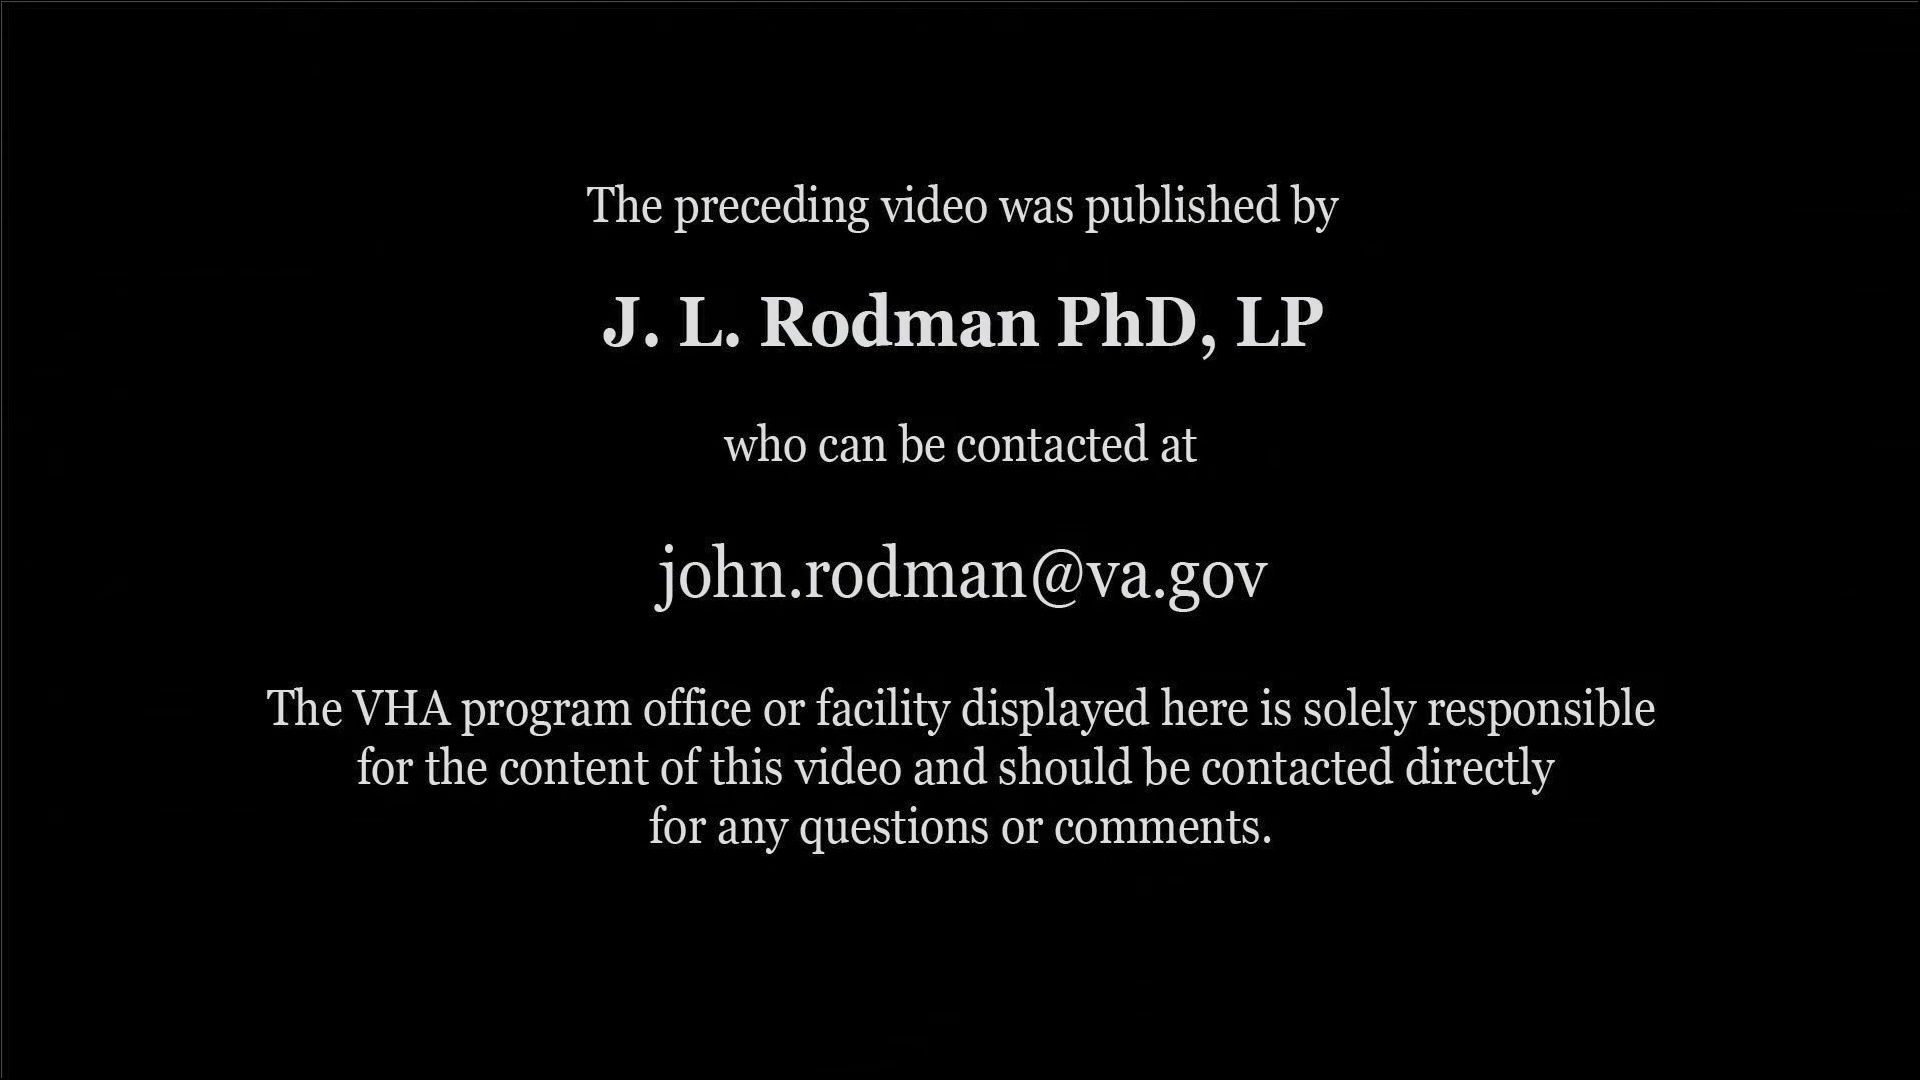 The preceding video was published by
J. L. Rodman PhD, LP
who can be contacted at
john.rodman@va.gov
The VHA program office or facility displayed here is solely responsible
for the content of this video and should be contacted directly
for any questions or comments.